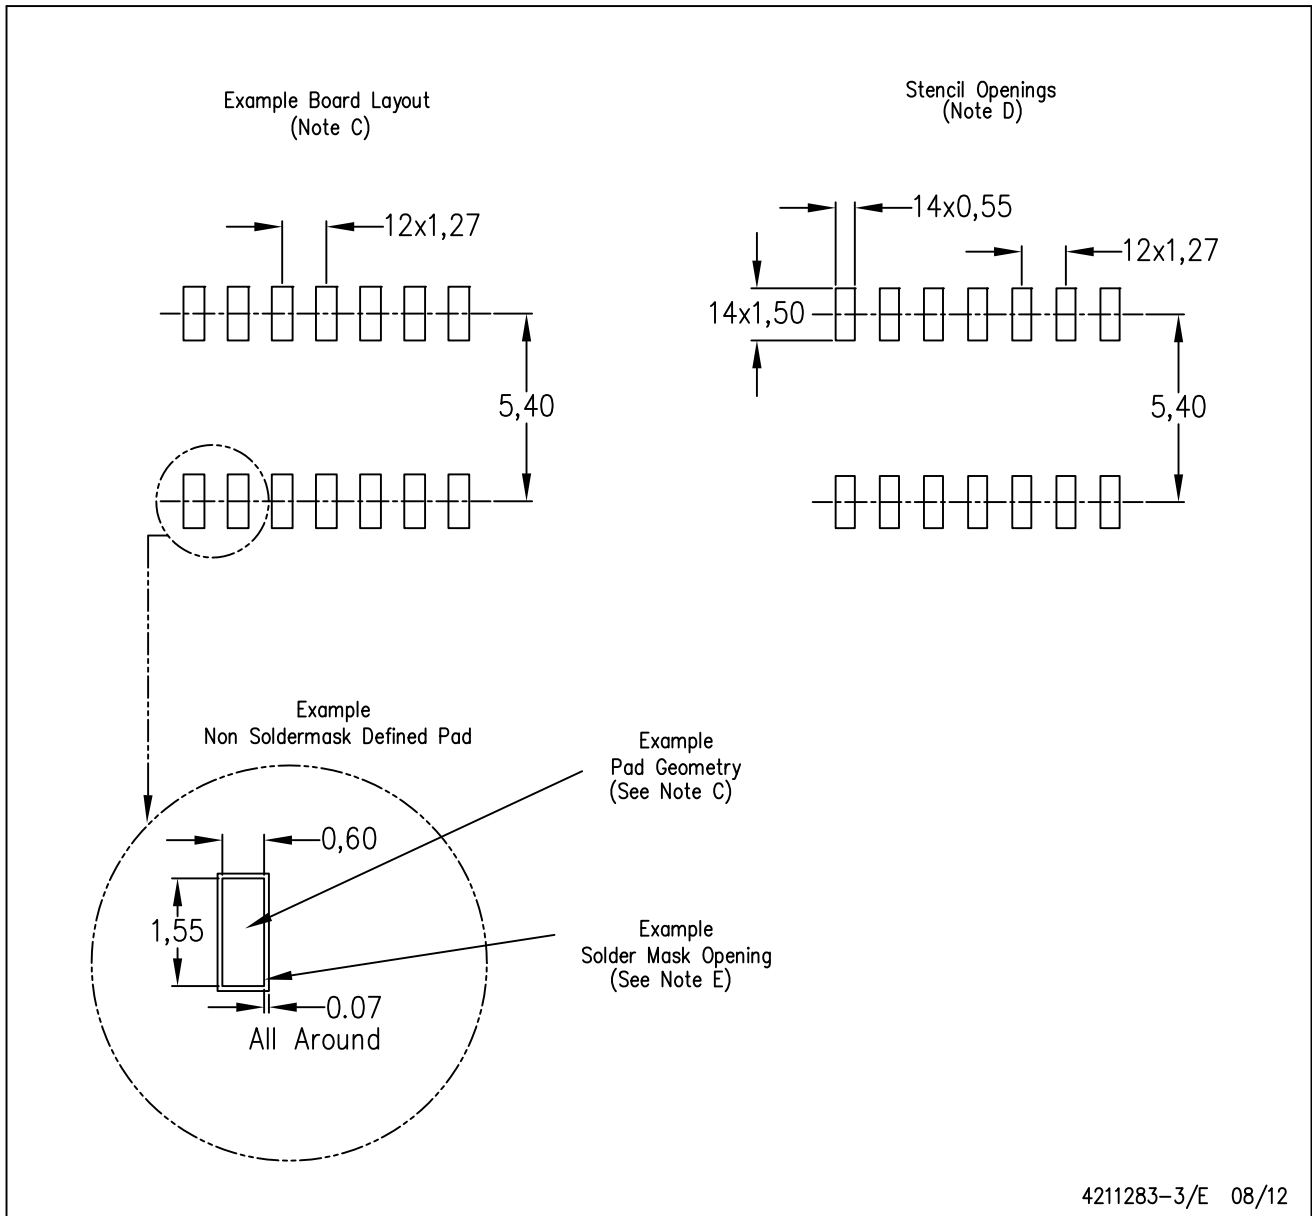 Example Board Layout
(Note C)
Stencil Openings
(Note D)
12x1,27
5,40
14x0,55
12x1,27
14x1,50
5,40
Example
Non Soldermask Defined Pad
0,60
1,55
0.07
All Around
Example
Pad Geometry
(See Note C)
Example
Solder Mask Opening
(See Note E)
4211283-3/E 08/12